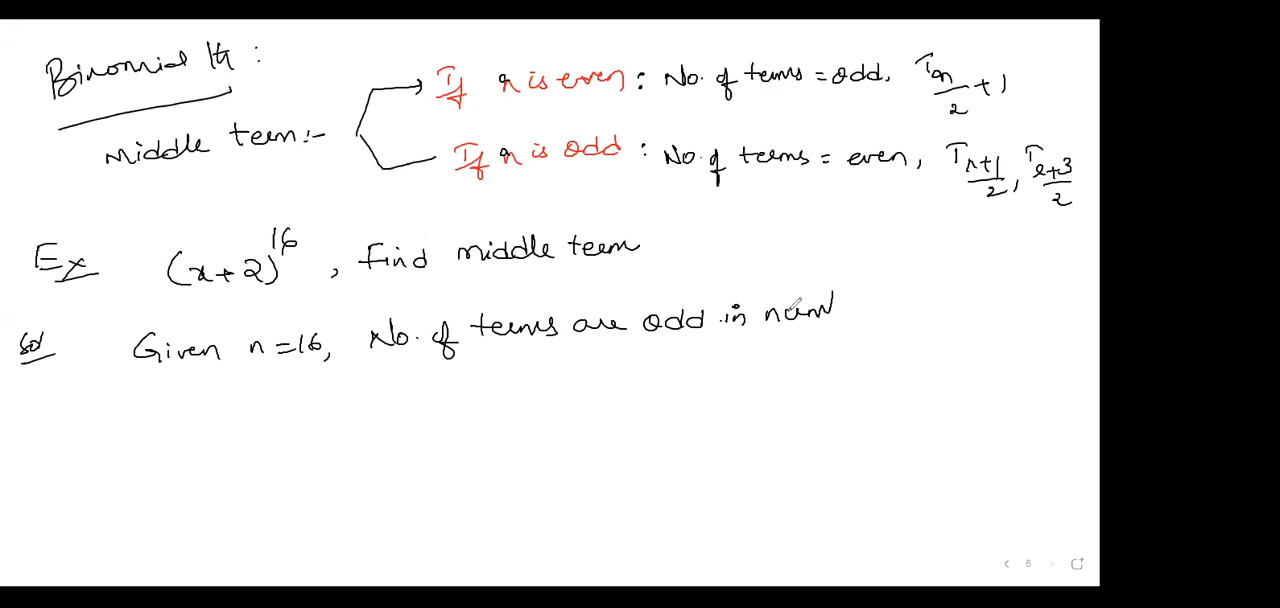 Binomial th :
Middle term :-
If n is even : No. of terms = odd, T n/2 + 1
If n is odd : No. of terms = even, T n+1/2, T n+3/2
Ex (x+2)^16, Find middle term
Sol Given n=16, No. of terms are odd in num
6